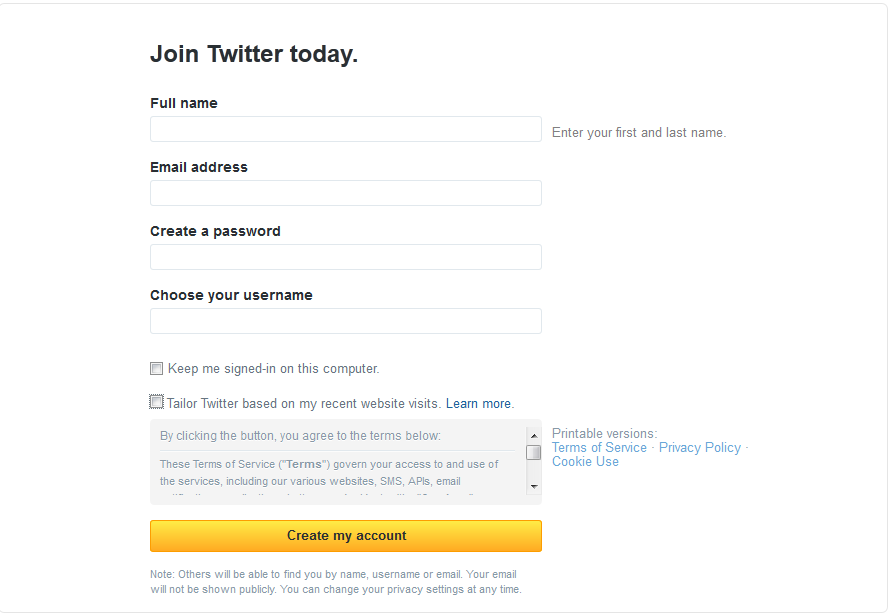 Join Twitter today.
Full name
Enter your first and last name.
Email address
Create a password
Choose your username
Keep me signed-in on this computer.
Tailor Twitter based on my recent website visits. Learn more.
By clicking the button, you agree to the terms below:
These Terms of Service ("Terms") govern your access to and use of
the services, including our various websites, SMS, APIs, email
Printable versions:
Terms of Service · Privacy Policy ·
Cookie Use
Create my account
Note: Others will be able to find you by name, username or email. Your email
will not be shown publicly. You can change your privacy settings at any time.